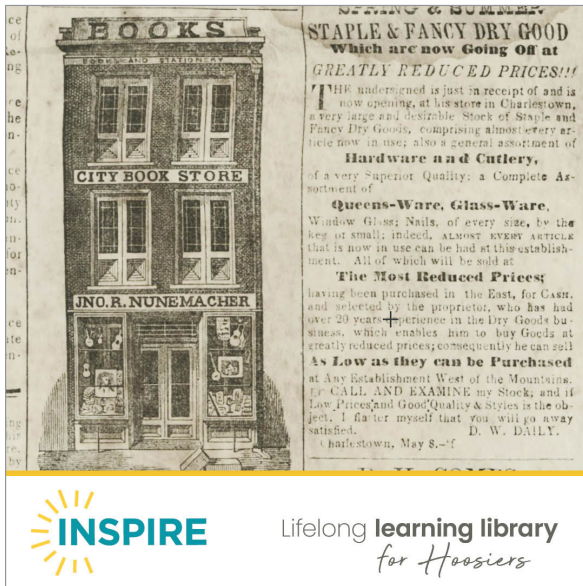 BOOKS
BOOKS AND STATIONERY
CITY BOOK STORE
JNO. R. NUNEMACHER
SPRING & SUMMER
STAPLE & FANCY DRY GOOD
Which are now Going Off at
GREATLY REDUCED PRICES!!!
THE undersigned is just in receipt of and is
now opening, at his store in Charlestown,
a very large and desirable Stock of Staple and
Fancy Dry Goods, comprising almost every ar-
ticle now in use; also a general assortment of
Hardware and Cutlery,
of a very Superior Quality; a Complete As-
sortment of
Queens-Ware, Glass-Ware,
Window Glass; Nails, of every size, by the
keg or small; indeed, ALMOST EVERY ARTICLE
that is now in use can be had at this establish-
ment. All of which will be sold at
The Most Reduced Prices;
having been purchased in the East, for CASH,
and selected by the proprietor, who has had
over 20 years experience in the Dry Goods bu-
siness, which enables him to buy Goods at
greatly reduced prices; consequently he can sell
As Low as they can be Purchased
at Any Establishment West of the Mountains.
CALL AND EXAMINE my Stock; and if
Low Prices and Good Quality & Styles is the ob-
ject, I flatter myself that you will go away
satisfied. D. W. DAILY.
Charlestown, May 8.
INSPIRE
Lifelong learning library
for Hoosiers